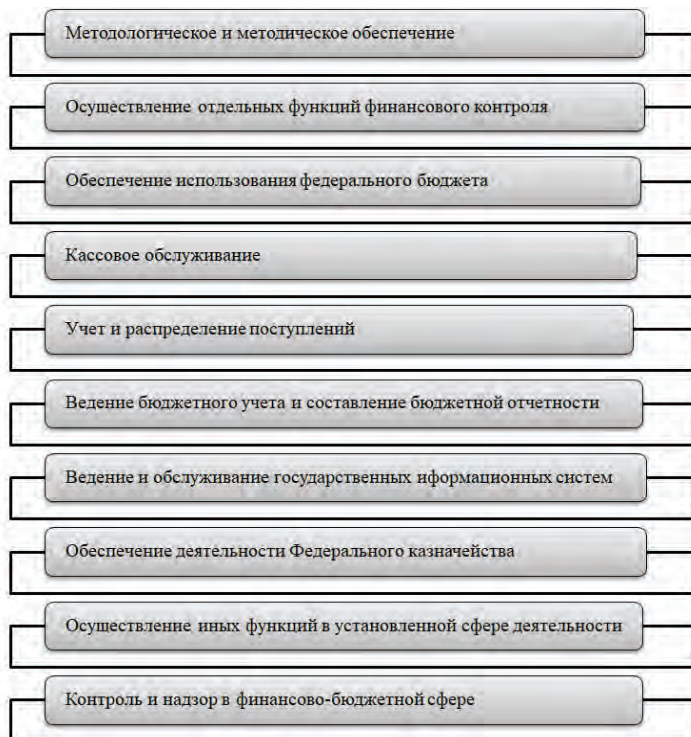 Методологическое и методическое обеспечение
Осуществление отдельных функций финансового контроля
Обеспечение использования федерального бюджета
Кассовое обслуживание
Учет и распределение поступлений
Ведение бюджетного учета и составление бюджетной отчетности
Ведение и обслуживание государственных иформационных систем
Обеспечение деятельности Федерального казначейства
Осуществление иных функций в установленной сфере деятельности
Контроль и надзор в финансово-бюджетной сфере